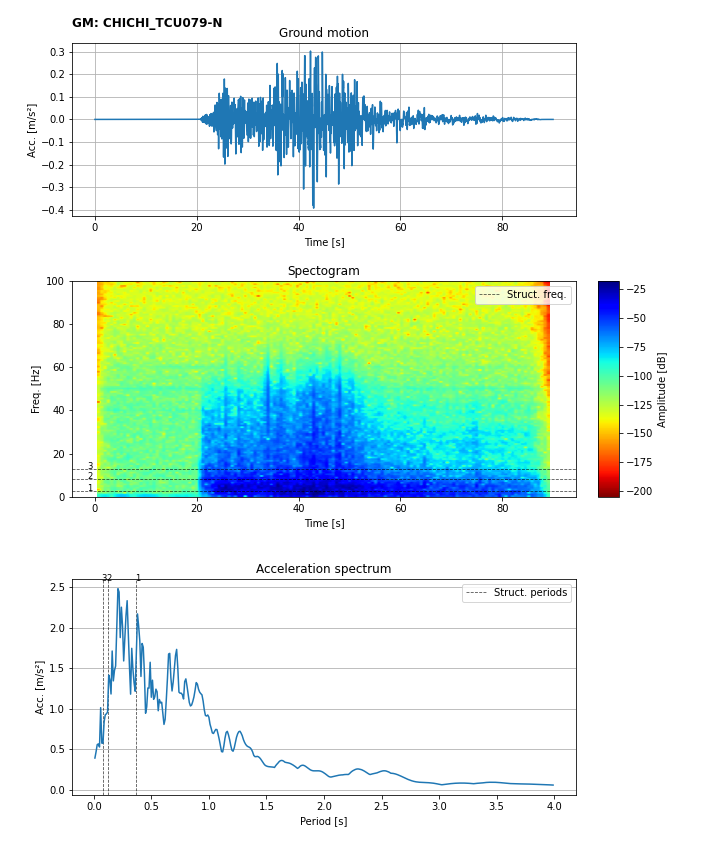 GM: CHICHI_TCU079-N
Ground motion
0.3
0.2
0.1
0.0
−0.1
−0.2
−0.3
−0.4
Acc. [m/s²]
0 20 40 60 80
Time [s]
Spectogram
100
80
60
40
20
0
Freq. [Hz]
Struct. freq.
3
2
1
0 20 40 60 80
Time [s]
−25
−50
−75
−100
−125
−150
−175
−200
Amplitude [dB]
Acceleration spectrum
32 1
2.5
2.0
1.5
1.0
0.5
0.0
Acc. [m/s²]
Struct. periods
0.0 0.5 1.0 1.5 2.0 2.5 3.0 3.5 4.0
Period [s]